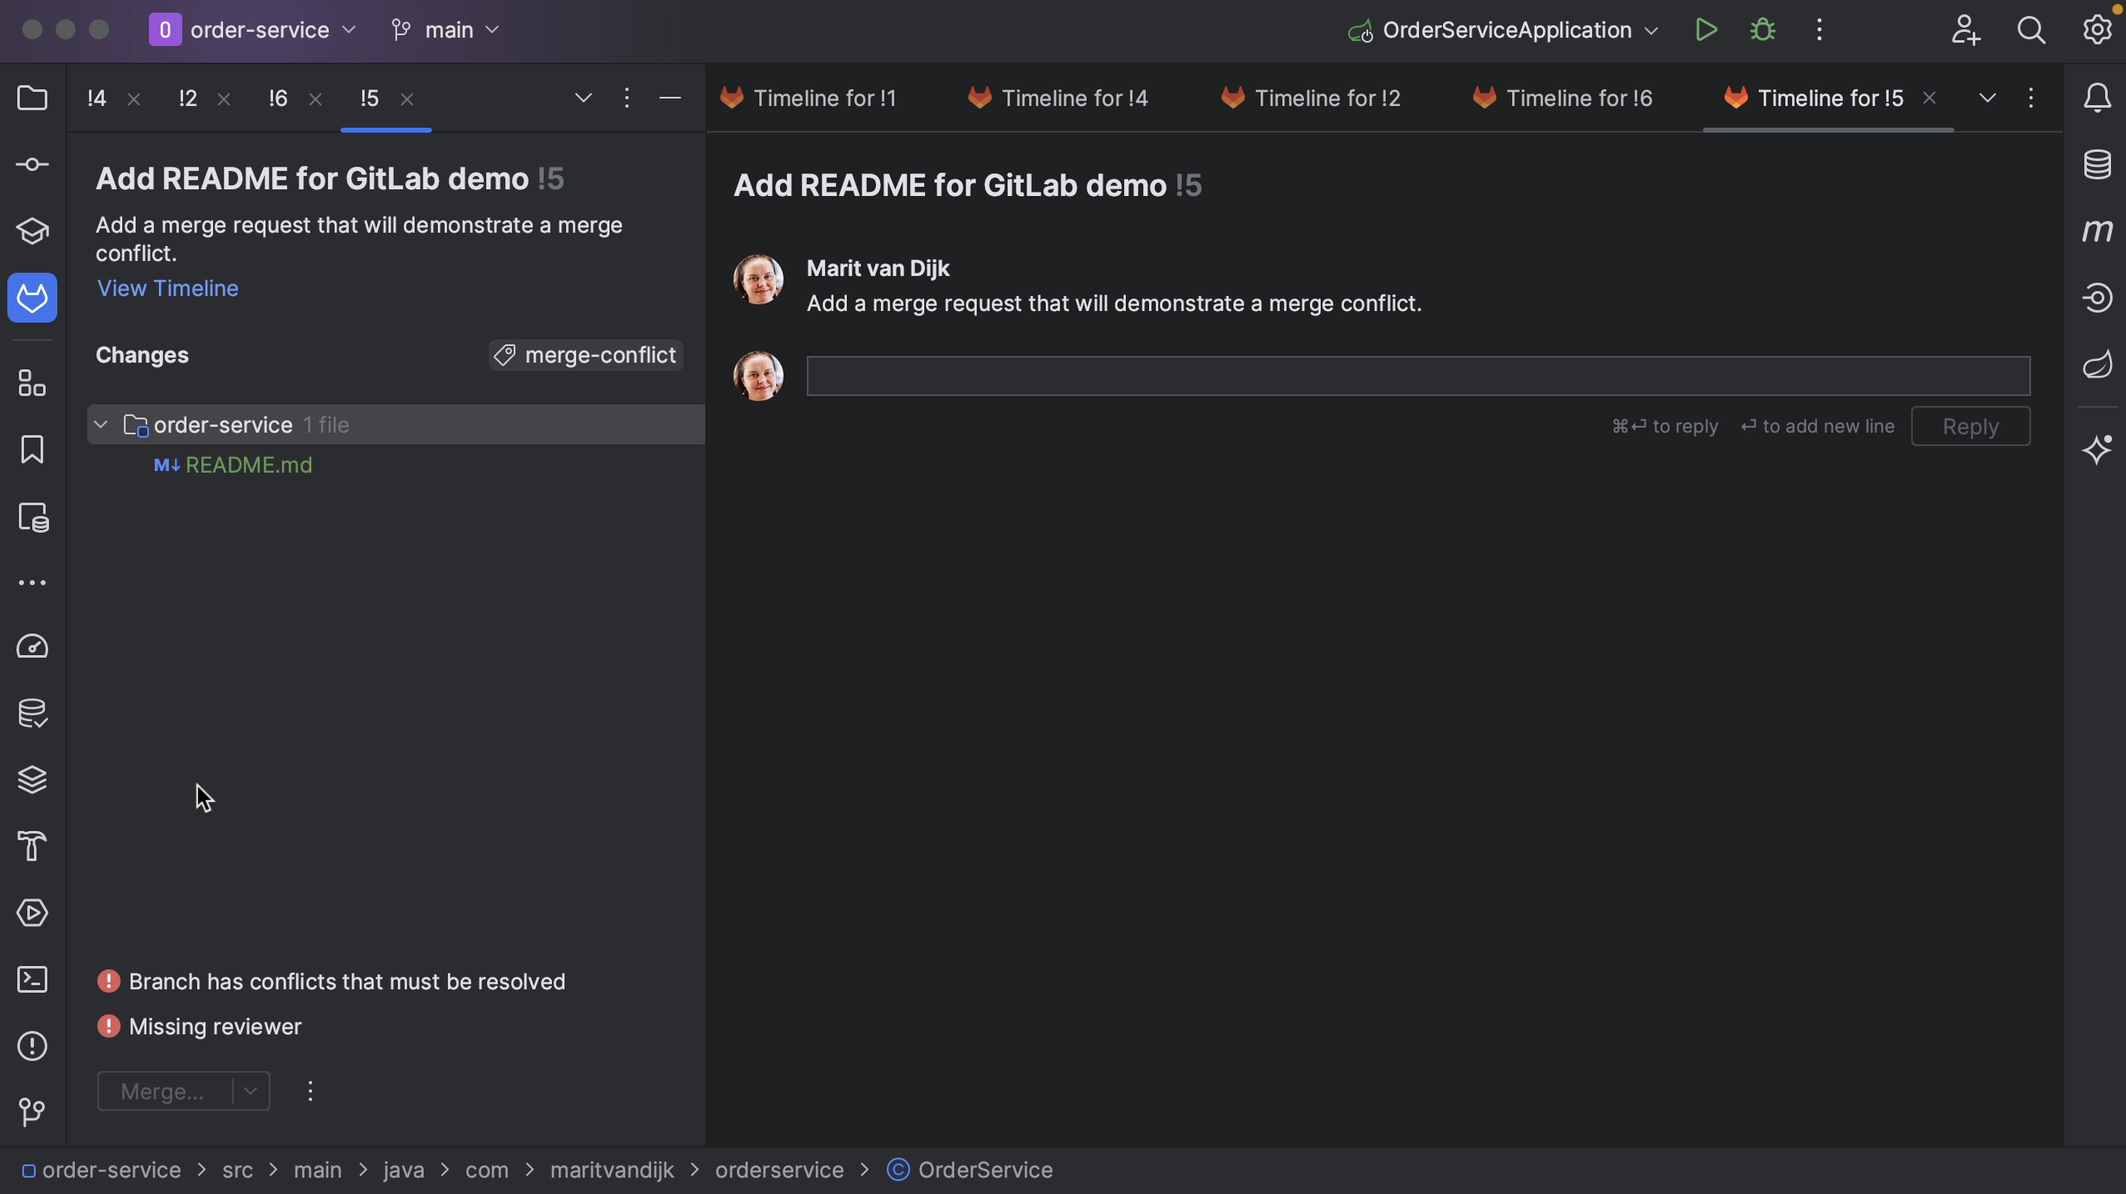 0 order-service main OrderServiceApplication
!4 !2 !6 !5
Timeline for !1 Timeline for !4 Timeline for !2 Timeline for !6 Timeline for !5
Add README for GitLab demo !5
Add a merge request that will demonstrate a merge
conflict.
View Timeline
Changes merge-conflict
order-service 1 file
M↓ README.md
Branch has conflicts that must be resolved
Missing reviewer
Merge...
Add README for GitLab demo !5
Marit van Dijk
Add a merge request that will demonstrate a merge conflict.
⌘⏎ to reply ⏎ to add new line Reply
m
order-service > src > main > java > com > maritvandijk > orderservice > © OrderService